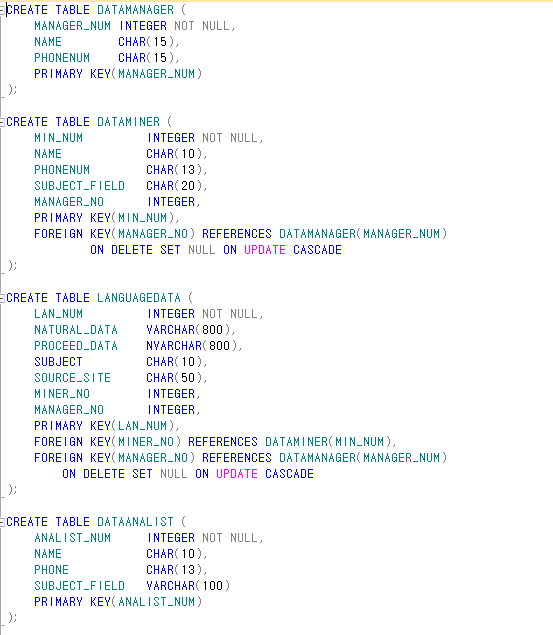 CREATE TABLE DATAMANAGER (
    MANAGER_NUM INTEGER NOT NULL,
    NAME        CHAR(15),
    PHONENUM    CHAR(15),
    PRIMARY KEY(MANAGER_NUM)
);

CREATE TABLE DATAMINER (
    MIN_NUM         INTEGER NOT NULL,
    NAME            CHAR(10),
    PHONENUM        CHAR(13),
    SUBJECT_FIELD   CHAR(20),
    MANAGER_NO      INTEGER,
    PRIMARY KEY(MIN_NUM),
    FOREIGN KEY(MANAGER_NO) REFERENCES DATAMANAGER(MANAGER_NUM)
            ON DELETE SET NULL ON UPDATE CASCADE
);

CREATE TABLE LANGUAGEDATA (
    LAN_NUM         INTEGER NOT NULL,
    NATURAL_DATA    VARCHAR(800),
    PROCEED_DATA    NVARCHAR(800),
    SUBJECT         CHAR(10),
    SOURCE_SITE     CHAR(50),
    MINER_NO        INTEGER,
    MANAGER_NO      INTEGER,
    PRIMARY KEY(LAN_NUM),
    FOREIGN KEY(MINER_NO) REFERENCES DATAMINER(MIN_NUM),
    FOREIGN KEY(MANAGER_NO) REFERENCES DATAMANAGER(MANAGER_NUM)
        ON DELETE SET NULL ON UPDATE CASCADE
);

CREATE TABLE DATAANALIST (
    ANALIST_NUM     INTEGER NOT NULL,
    NAME            CHAR(10),
    PHONE           CHAR(13),
    SUBJECT_FIELD   VARCHAR(100)
    PRIMARY KEY(ANALIST_NUM)
);